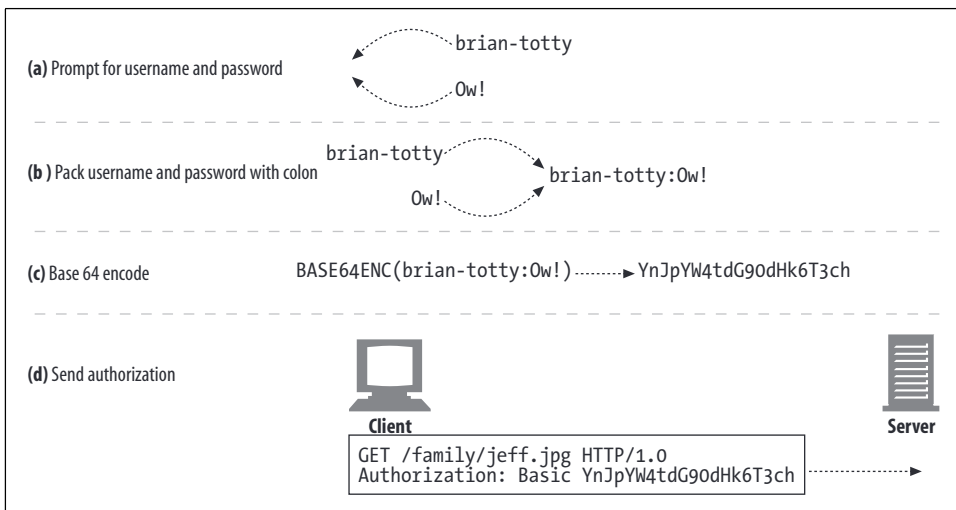 brian-totty
(a) Prompt for username and password
Ow!
brian-totty
(b ) Pack username and password with colon
brian-totty:Ow!
Ow!
(c) Base 64 encode
BASE64ENC(brian-totty:Ow!)
YnJpYW4tdG90dHk6T3ch
(d) Send authorization
Client
Server
GET /family/jeff.jpg HTTP/1.0
Authorization: Basic YnJpYW4tdG90dHk6T3ch